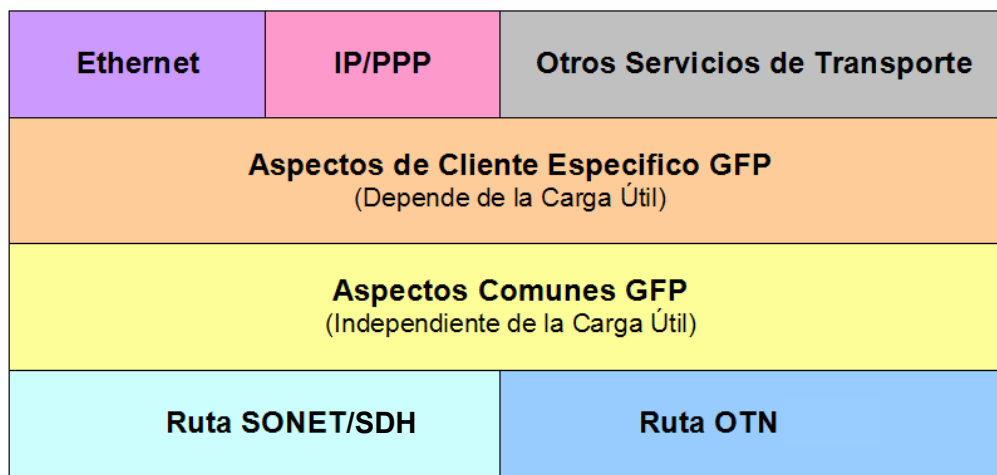 Ethernet
IP/PPP
Otros Servicios de Transporte
Aspectos de Cliente Especifico GFP
(Depende de la Carga Útil)
Aspectos Comunes GFP
(Independiente de la Carga Útil)
Ruta SONET/SDH
Ruta OTN